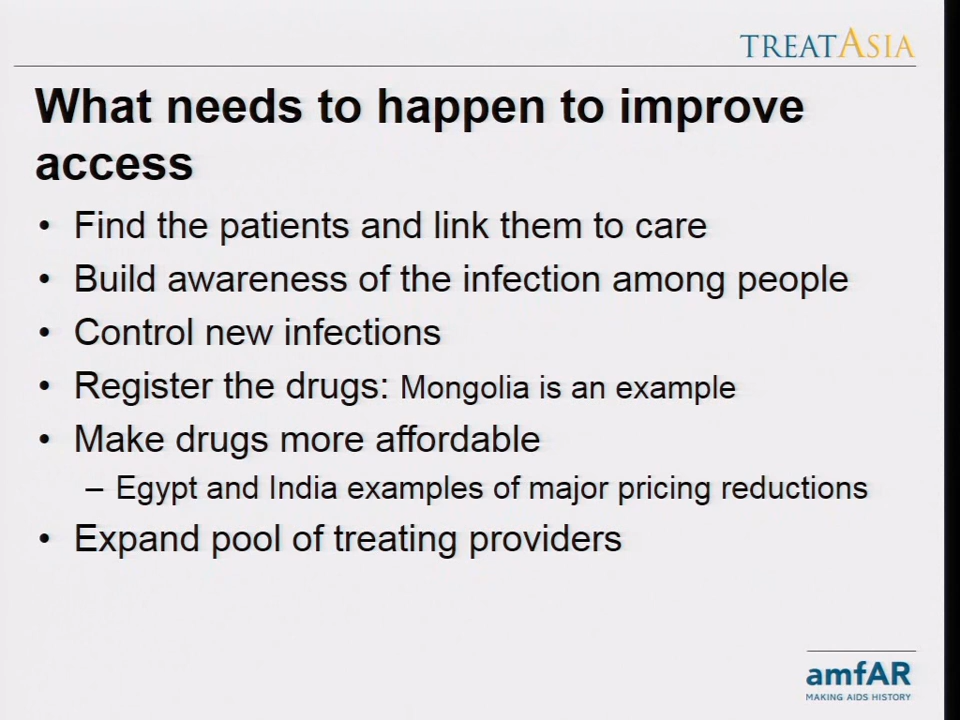 TREATASIA
What needs to happen to improve
access
• Find the patients and link them to care
• Build awareness of the infection among people
• Control new infections
• Register the drugs: Mongolia is an example
• Make drugs more affordable
– Egypt and India examples of major pricing reductions
• Expand pool of treating providers
amfAR
MAKING AIDS HISTORY